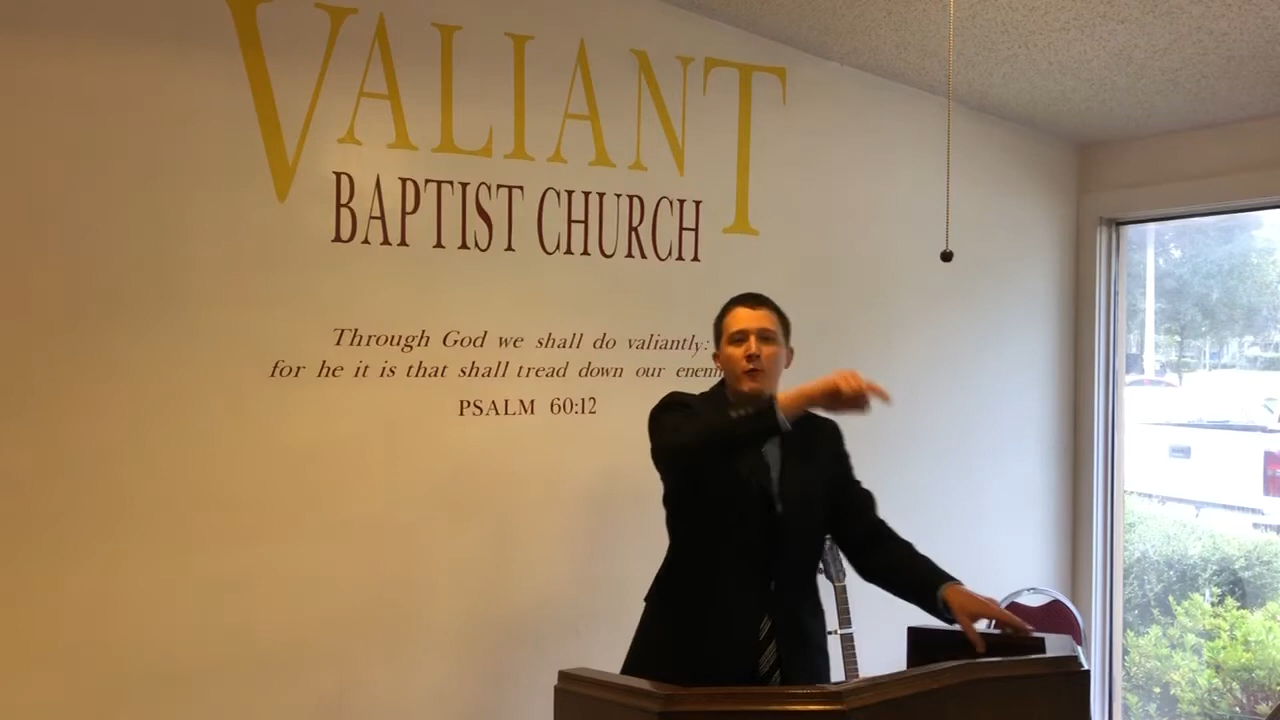 VALIANT
BAPTIST CHURCH
Through God we shall do valiantly:
for he it is that shall tread down our
PSALM 60:12